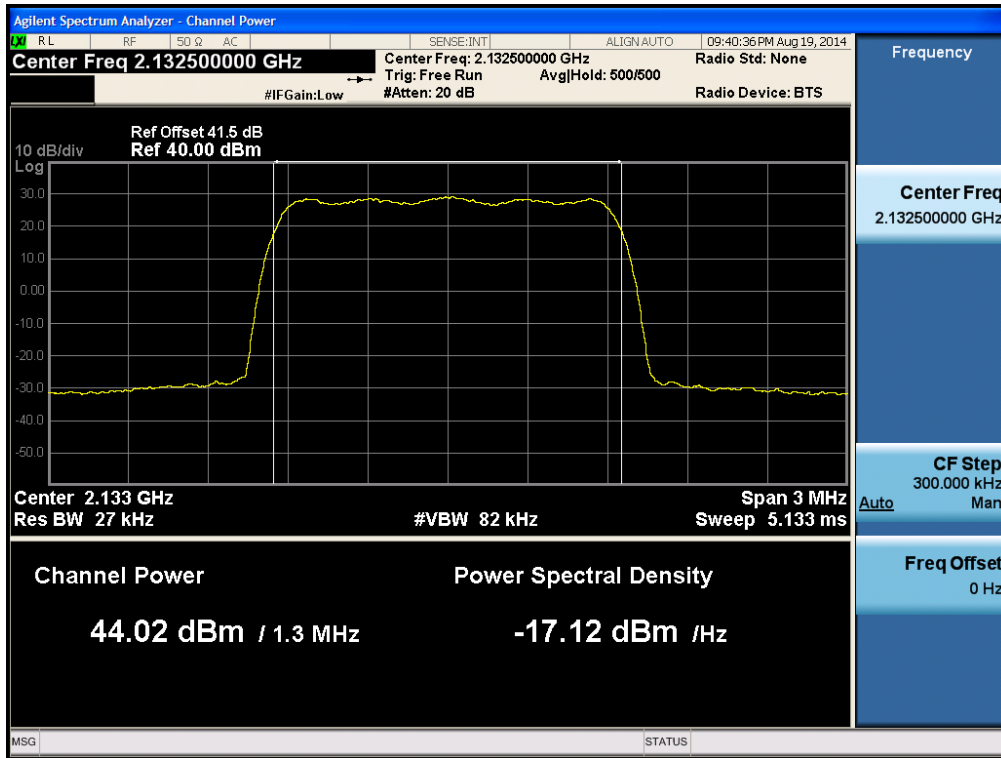 Agilent Spectrum Analyzer - Channel Power
LXI RL RF 50 Ω AC SENSE:INT ALIGN AUTO 09:40:36 PM Aug 19, 2014
Center Freq 2.132500000 GHz
Center Freq: 2.132500000 GHz Radio Std: None
Trig: Free Run Avg|Hold: 500/500
#IFGain:Low #Atten: 20 dB Radio Device: BTS
Ref Offset 41.5 dB
10 dB/div Ref 40.00 dBm
Log
30.0
20.0
10.0
0.00
-10.0
-20.0
-30.0
-40.0
-50.0
Center 2.133 GHz Span 3 MHz
Res BW 27 kHz #VBW 82 kHz Sweep 5.133 ms
Channel Power Power Spectral Density
44.02 dBm / 1.3 MHz -17.12 dBm /Hz
MSG STATUS
Frequency
Center Freq
2.132500000 GHz
CF Step
300.000 kHz
Auto Man
Freq Offset
0 Hz